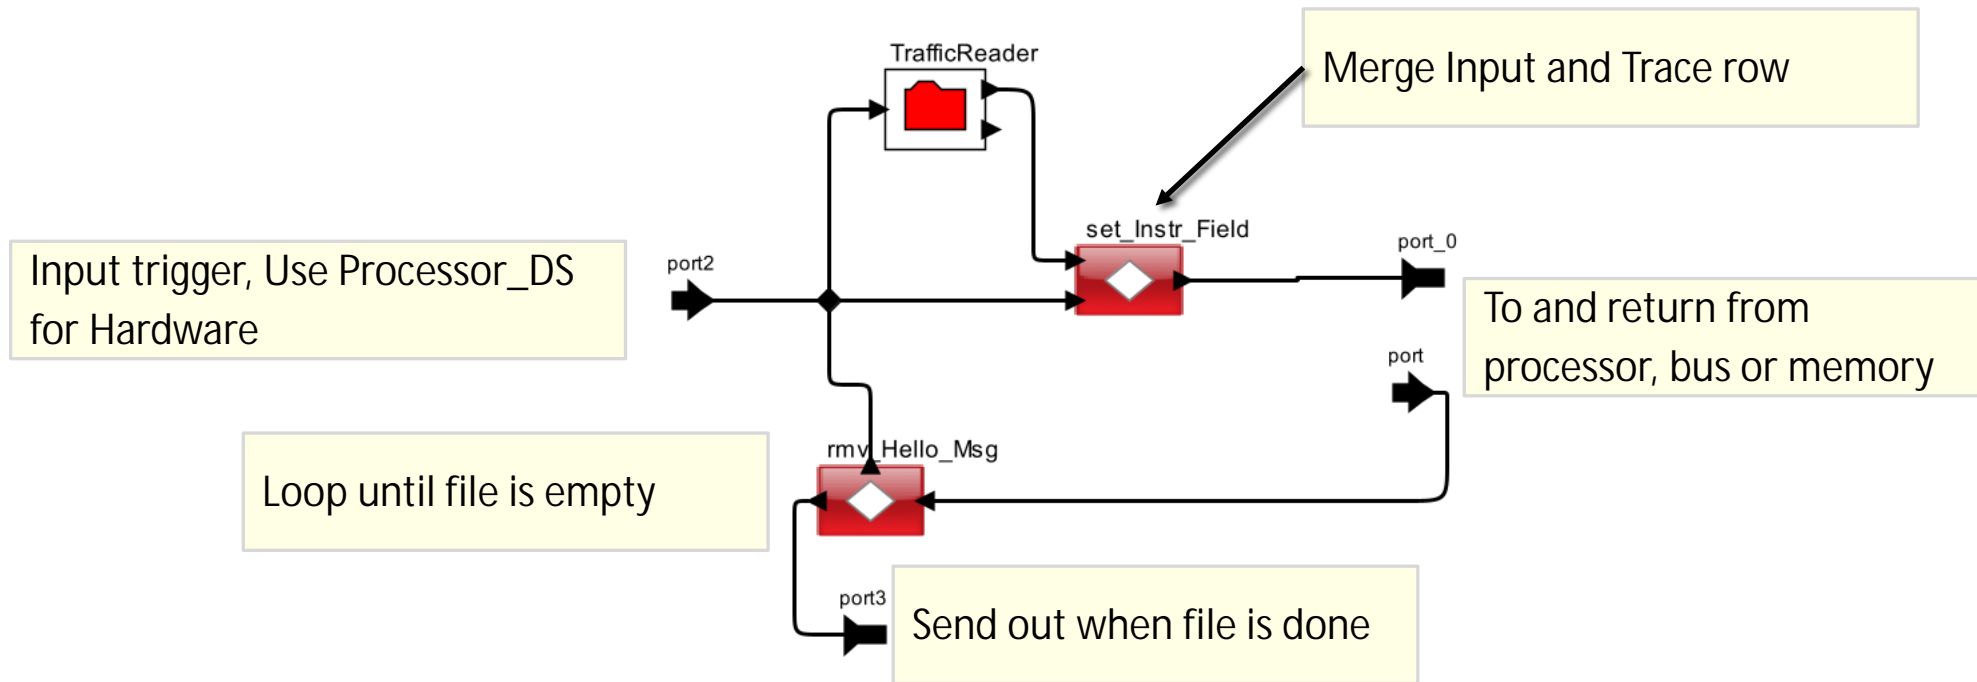 TrafficReader
Merge Input and Trace row
set_Instr_Field
port_0
Input trigger, Use Processor_DS
for Hardware
port2
To and return from
processor, bus or memory
port
rmv_Hello_Msg
Loop until file is empty
port3
Send out when file is done